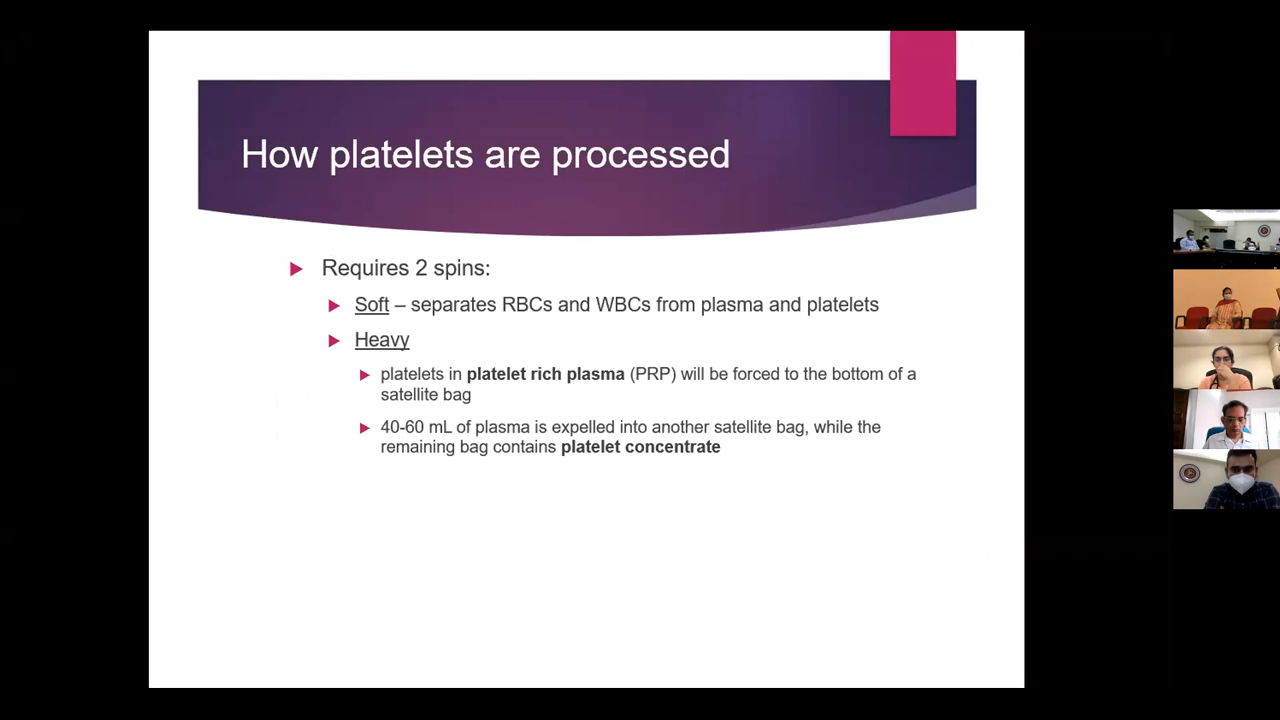 How platelets are processed
Requires 2 spins:
Soft – separates RBCs and WBCs from plasma and platelets
Heavy
platelets in platelet rich plasma (PRP) will be forced to the bottom of a
satellite bag
40-60 mL of plasma is expelled into another satellite bag, while the
remaining bag contains platelet concentrate